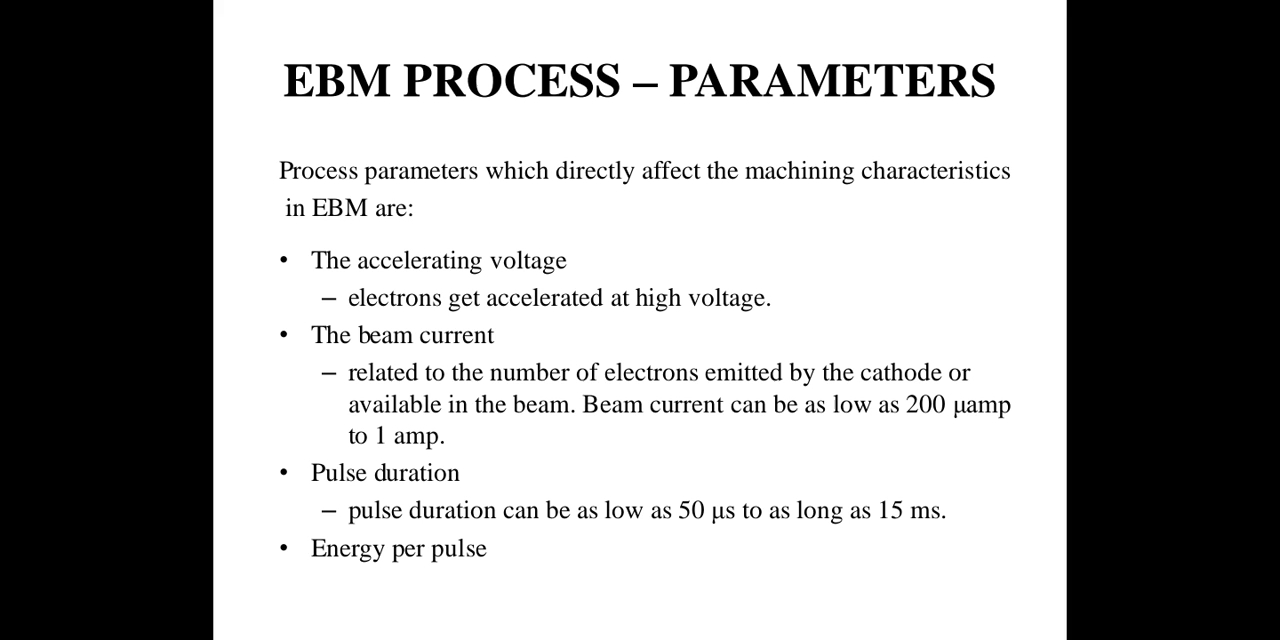 EBM PROCESS – PARAMETERS
Process parameters which directly affect the machining characteristics
in EBM are:
• The accelerating voltage
– electrons get accelerated at high voltage.
• The beam current
– related to the number of electrons emitted by the cathode or
available in the beam. Beam current can be as low as 200 μamp
to 1 amp.
• Pulse duration
– pulse duration can be as low as 50 μs to as long as 15 ms.
• Energy per pulse